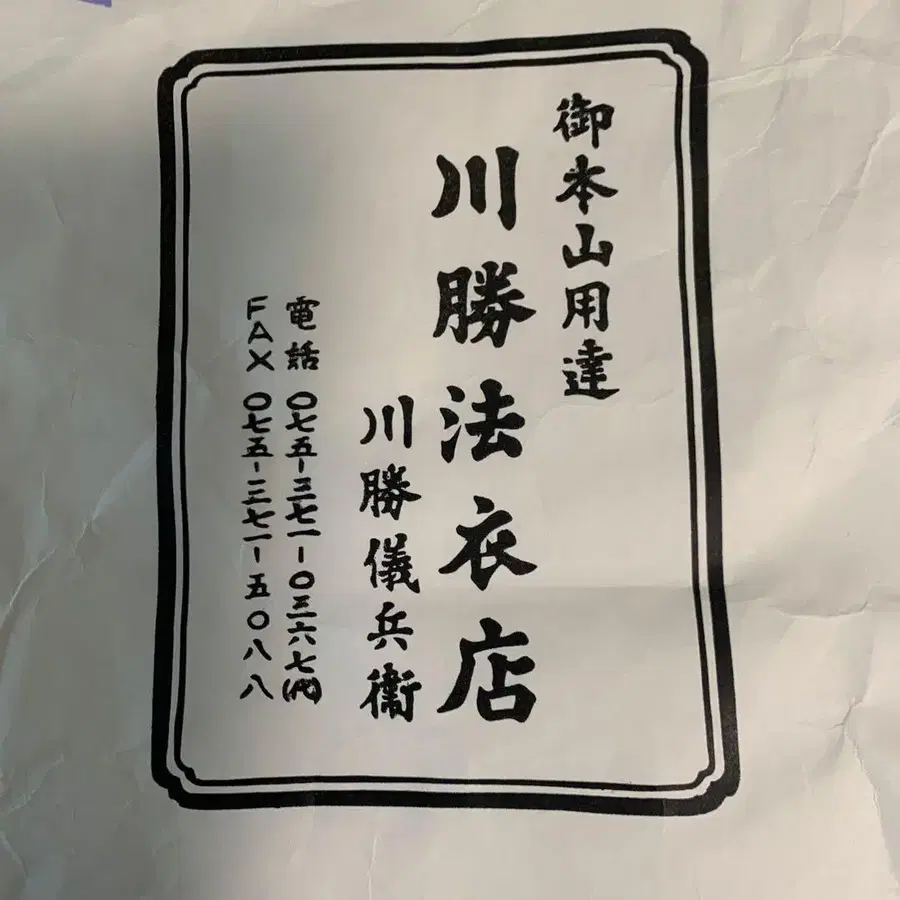 御本山用達
川勝法衣店
川勝儀兵衞
電話 〇七五-三七一-〇三六七(代)
FAX 〇七五-三七一-五〇八八